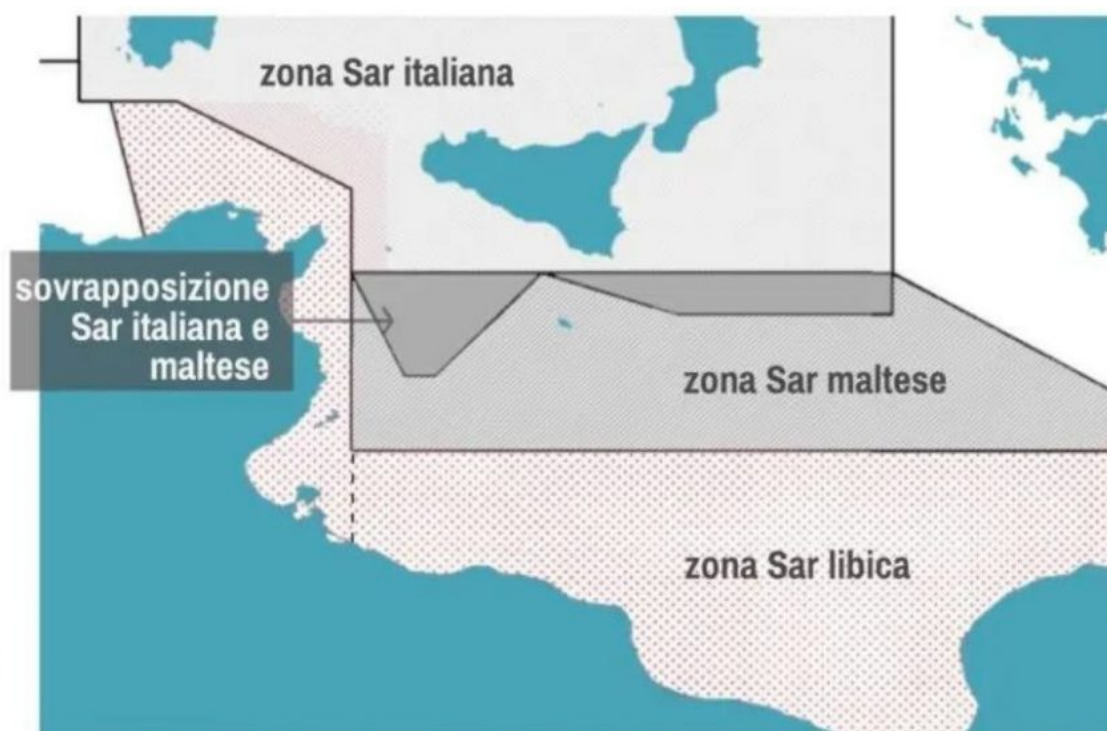 zona Sar italiana
sovrapposizione
Sar italiana e
maltese
zona Sar maltese
zona Sar libica